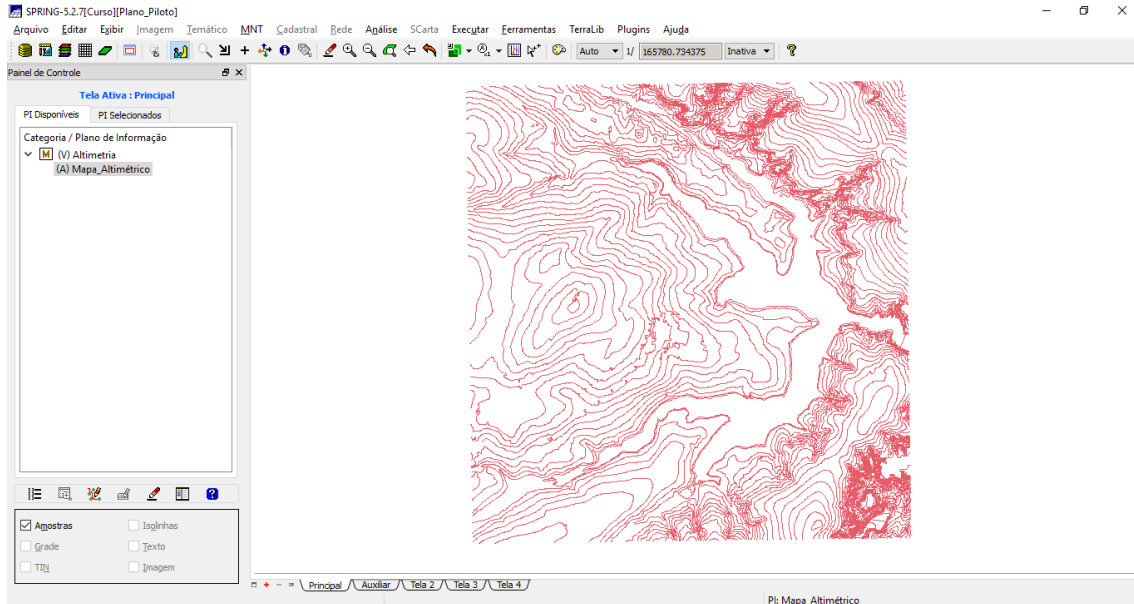 SPRING-5.2.7[Curso][Plano_Piloto]
Arquivo Editar Exibir Imagem Temático MNT Cadastral Rede Análise SCarta Executar Ferramentas TerraLib Plugins Ajuda
Auto 1/ 165780.734375 Inativa
Painel de Controle
Tela Ativa : Principal
PI Disponíveis PI Selecionados
Categoria / Plano de Informação
M (V) Altimetria
(A) Mapa_Altimétrico
Amostras Isolinhas
Grade Texto
TIN Imagem
Principal Auxiliar Tela 2 Tela 3 Tela 4
PI: Mapa_Altimétrico